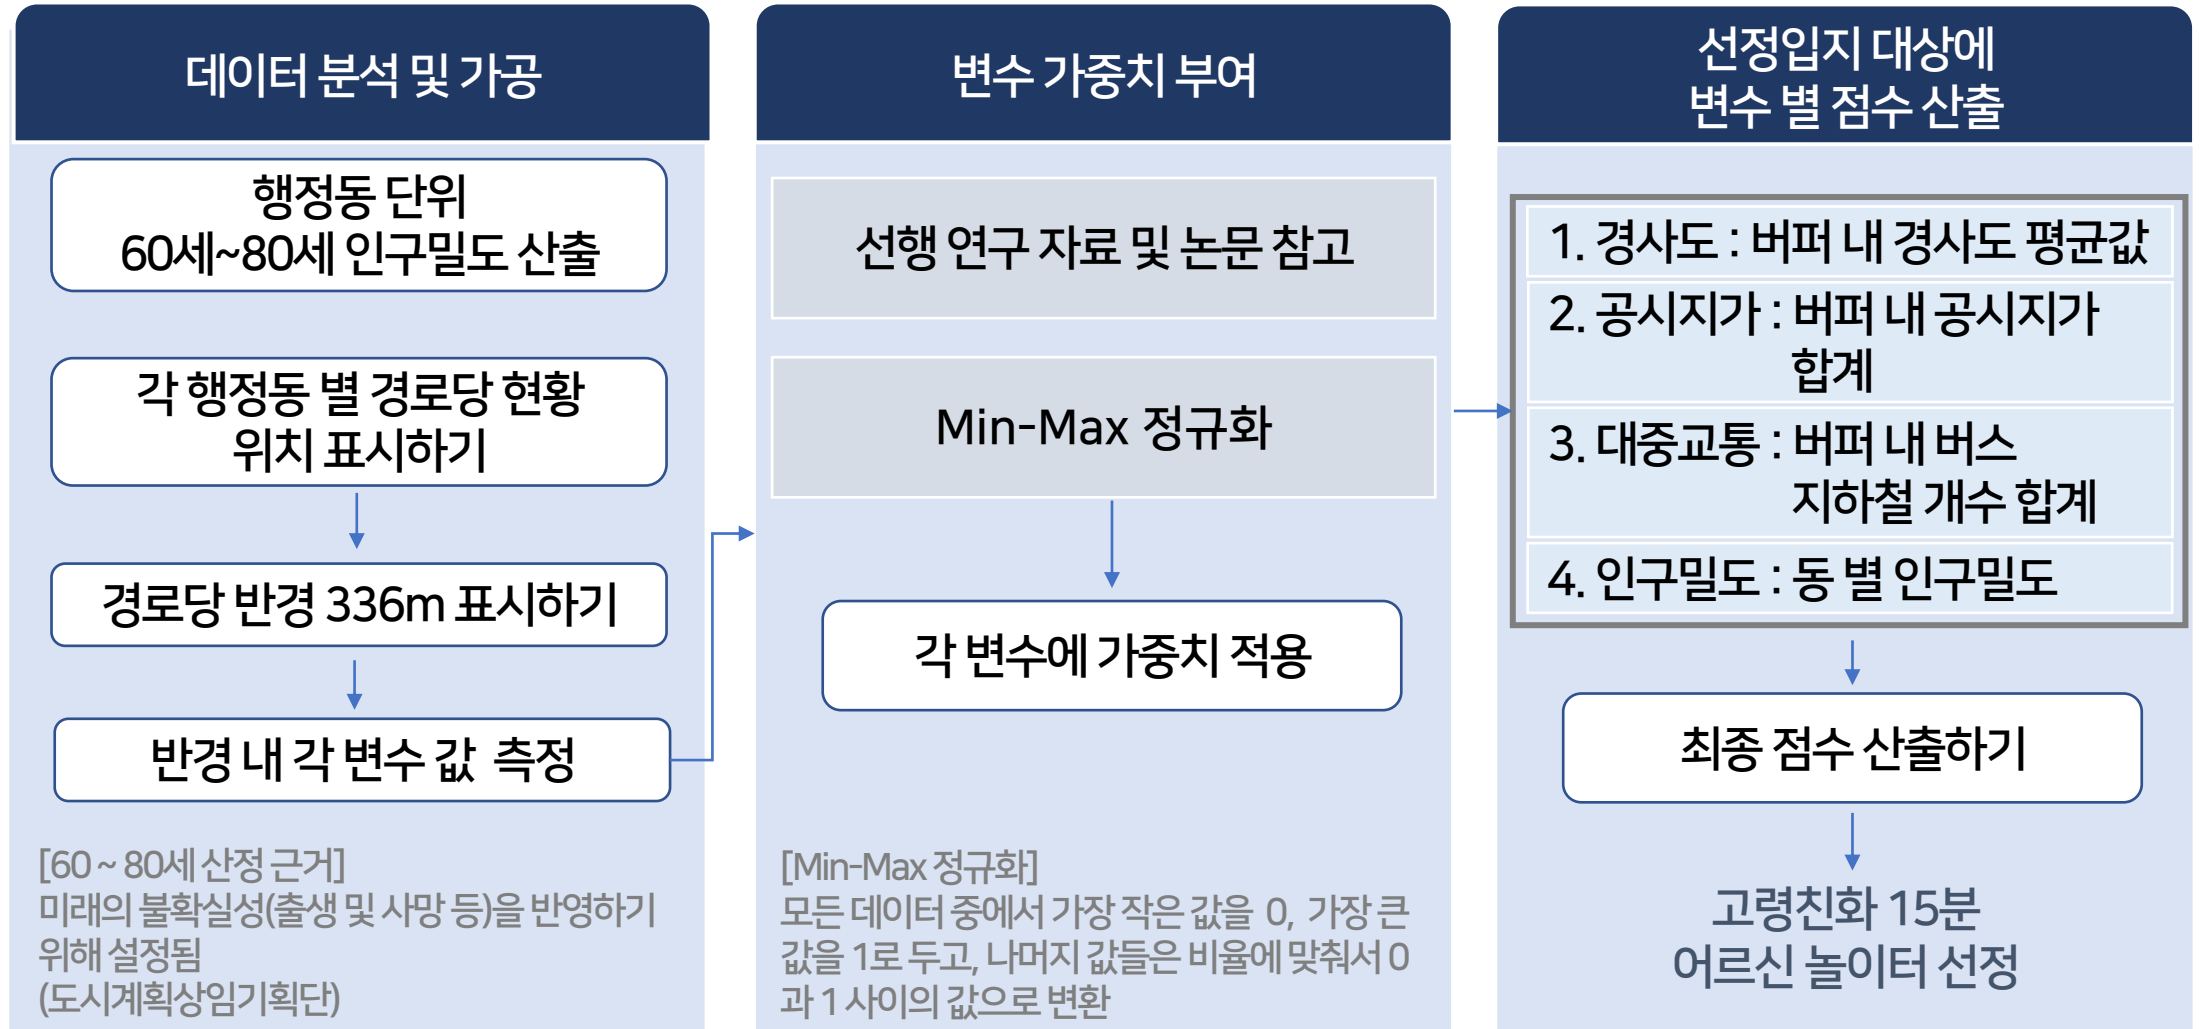 데이터 분석 및 가공
행정동 단위
60세~80세 인구밀도 산출
각 행정동 별 경로당 현황
위치 표시하기
경로당 반경 336m 표시하기
반경 내 각 변수 값 측정
[60 ~ 80세 산정 근거]
미래의 불확실성(출생 및 사망 등)을 반영하기
위해 설정됨
(도시계획상임기획단)
변수 가중치 부여
선행 연구 자료 및 논문 참고
Min-Max 정규화
각 변수에 가중치 적용
[Min-Max 정규화]
모든 데이터 중에서 가장 작은 값을 0, 가장 큰
값을 1로 두고, 나머지 값들은 비율에 맞춰서 0
과 1 사이의 값으로 변환
선정입지 대상에
변수 별 점수 산출
1. 경사도 : 버퍼 내 경사도 평균값
2. 공시지가 : 버퍼 내 공시지가
합계
3. 대중교통 : 버퍼 내 버스
지하철 개수 합계
4. 인구밀도 : 동 별 인구밀도
최종 점수 산출하기
고령친화 15분
어르신 놀이터 선정